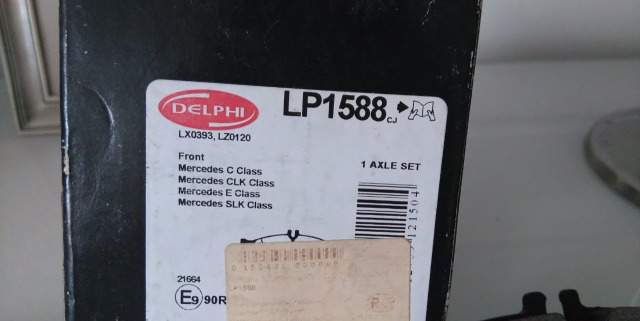 DELPHI
LP1588 CJ
LX0393, LZ0120
Front
1 AXLE SET
Mercedes C Class
Mercedes CLK Class
Mercedes E Class
Mercedes SLK Class
21504
21664
E9 90R